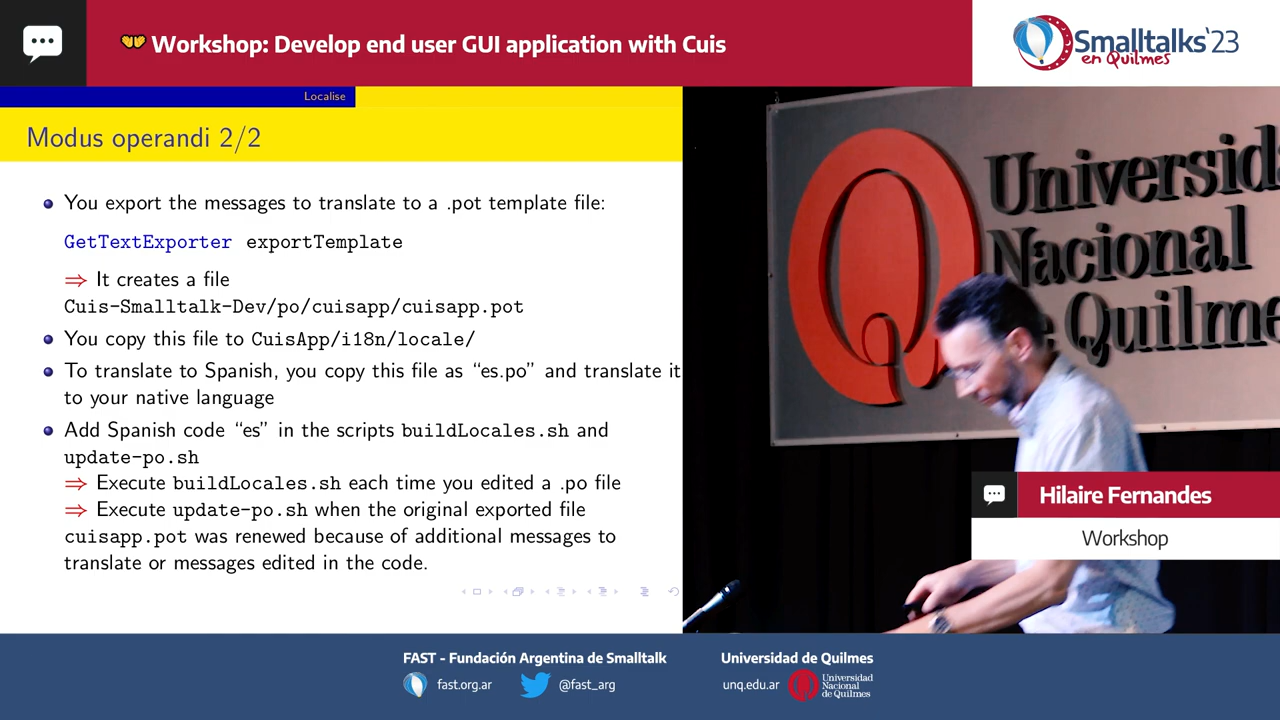 Workshop: Develop end user GUI application with Cuis
Smalltalks'23
en Quilmes
Localise
Modus operandi 2/2
You export the messages to translate to a .pot template file:
GetTextExporter exportTemplate
⇒ It creates a file
Cuis-Smalltalk-Dev/po/cuisapp/cuisapp.pot
You copy this file to CuisApp/i18n/locale/
To translate to Spanish, you copy this file as “es.po” and translate it
to your native language
Add Spanish code “es” in the scripts buildLocales.sh and
update-po.sh
⇒ Execute buildLocales.sh each time you edited a .po file
⇒ Execute update-po.sh when the original exported file
cuisapp.pot was renewed because of additional messages to
translate or messages edited in the code.
Universida
Nacional
de Quilme
Hilaire Fernandes
Workshop
FAST - Fundación Argentina de Smalltalk
fast.org.ar
@fast_arg
Universidad de Quilmes
unq.edu.ar
Universidad
Nacional
de Quilmes